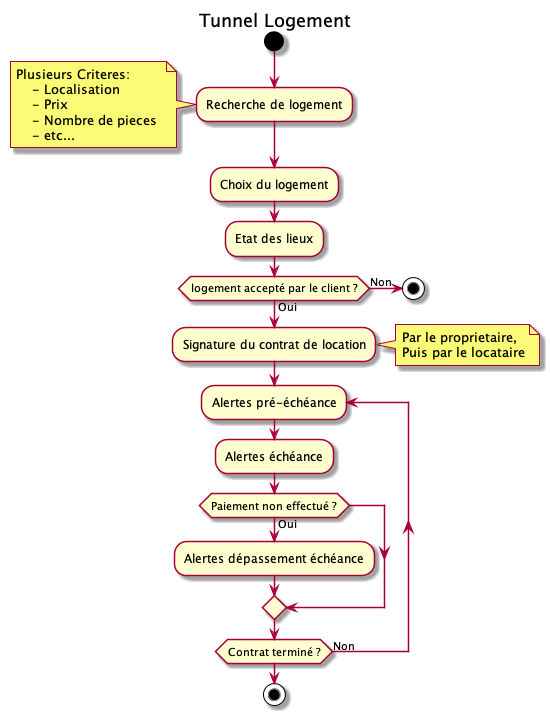 Tunnel Logement
Plusieurs Criteres:
- Localisation
- Prix
- Nombre de pieces
- etc...
Recherche de logement
Choix du logement
Etat des lieux
logement accepté par le client ?
Non
Oui
Signature du contrat de location
Par le proprietaire,
Puis par le locataire
Alertes pré-échéance
Alertes échéance
Paiement non effectué ?
Oui
Alertes dépassement échéance
Contrat terminé ?
Non